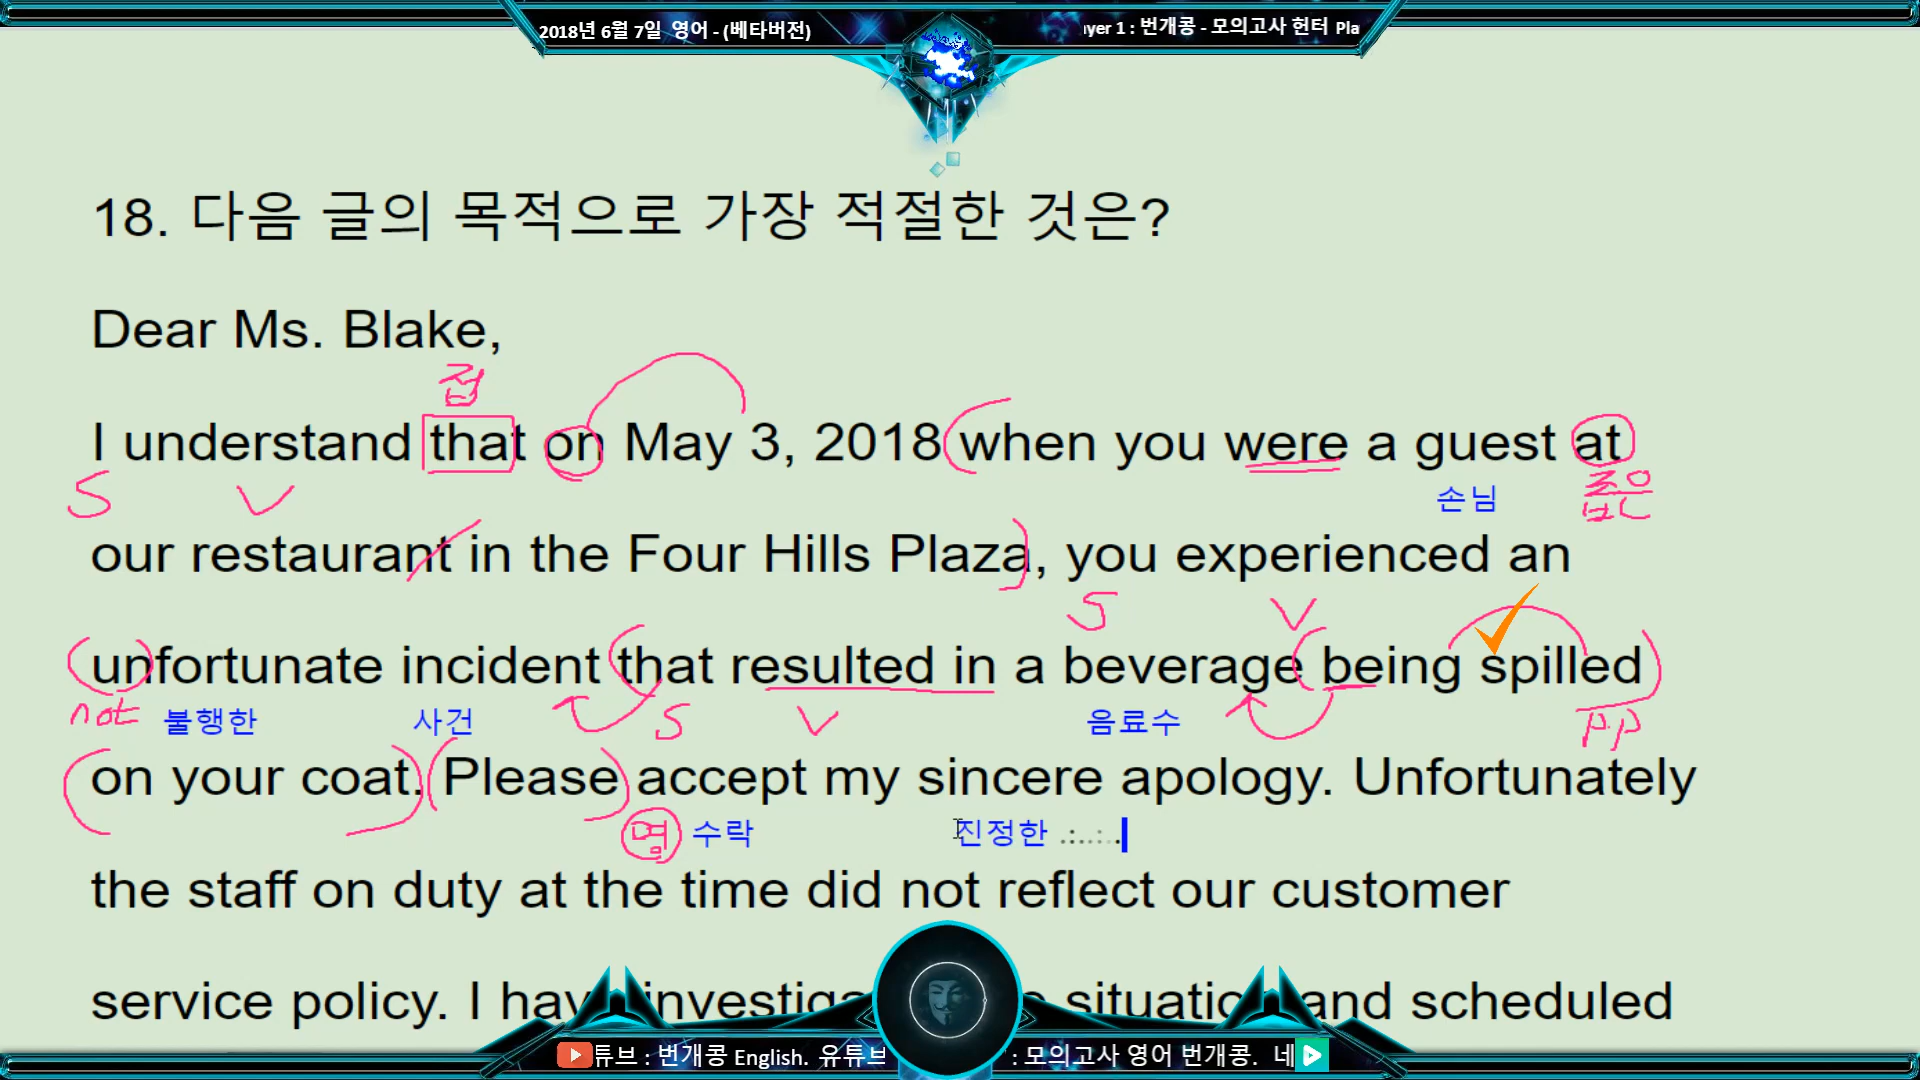 2018년 6월 7일 영어 - (베타버전)
yer 1 : 번개콩 - 모의고사 헌터 Pla
18. 다음 글의 목적으로 가장 적절한 것은?
Dear Ms. Blake,
접
I understand that on May 3, 2018 when you were a guest at
S V 손님 좁은
our restaurant in the Four Hills Plaza, you experienced an
S V
unfortunate incident that resulted in a beverage being spilled
not 불행한 사건 S V 음료수 p.p
on your coat. Please accept my sincere apology. Unfortunately
명 수락 진정한
the staff on duty at the time did not reflect our customer
service policy. I have situation and scheduled
튜브 : 번개콩 English. 유튜브 : 모의고사 영어 번개콩. 네